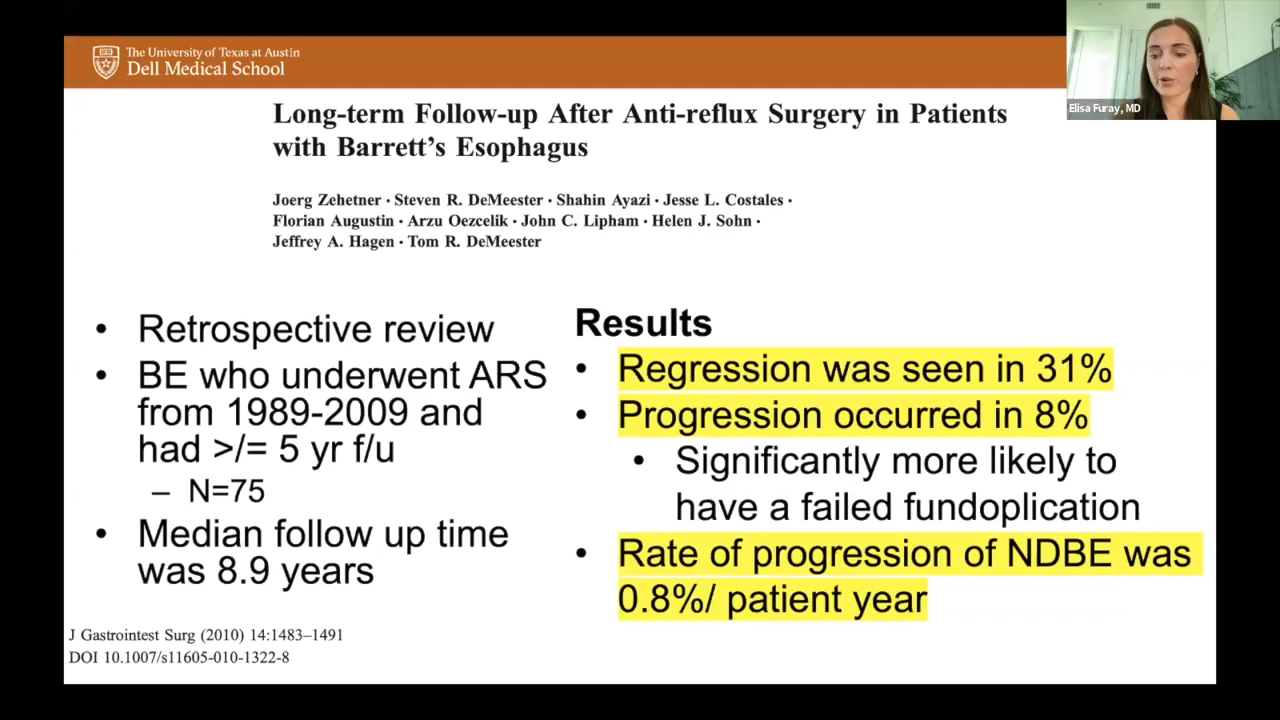 The University of Texas at Austin
Dell Medical School
Elisa Furay, MD
Long-term Follow-up After Anti-reflux Surgery in Patients
with Barrett’s Esophagus
Joerg Zehetner · Steven R. DeMeester · Shahin Ayazi · Jesse L. Costales ·
Florian Augustin · Arzu Oezcelik · John C. Lipham · Helen J. Sohn ·
Jeffrey A. Hagen · Tom R. DeMeester
• Retrospective review
• BE who underwent ARS
from 1989-2009 and
had >/= 5 yr f/u
– N=75
• Median follow up time
was 8.9 years
Results
• Regression was seen in 31%
• Progression occurred in 8%
• Significantly more likely to
have a failed fundoplication
• Rate of progression of NDBE was
0.8%/ patient year
J Gastrointest Surg (2010) 14:1483–1491
DOI 10.1007/s11605-010-1322-8